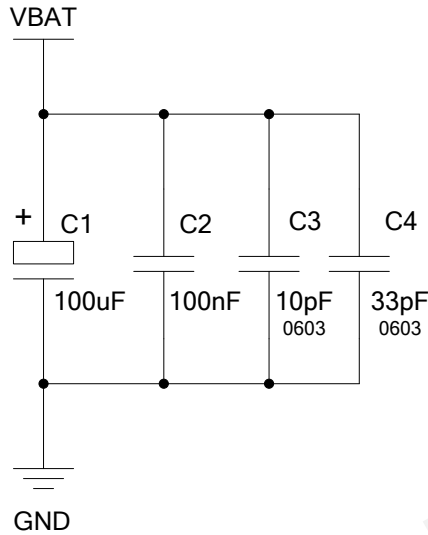 VBAT
+ C1 C2 C3 C4
100uF 100nF 10pF 33pF
0603 0603
GND